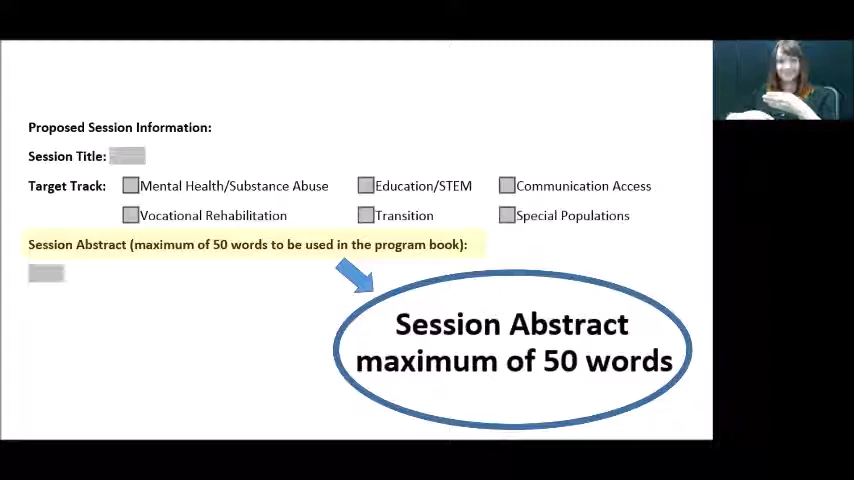 Proposed Session Information:
Session Title:
Target Track: Mental Health/Substance Abuse Education/STEM Communication Access
Vocational Rehabilitation Transition Special Populations
Session Abstract (maximum of 50 words to be used in the program book):
Session Abstract
maximum of 50 words